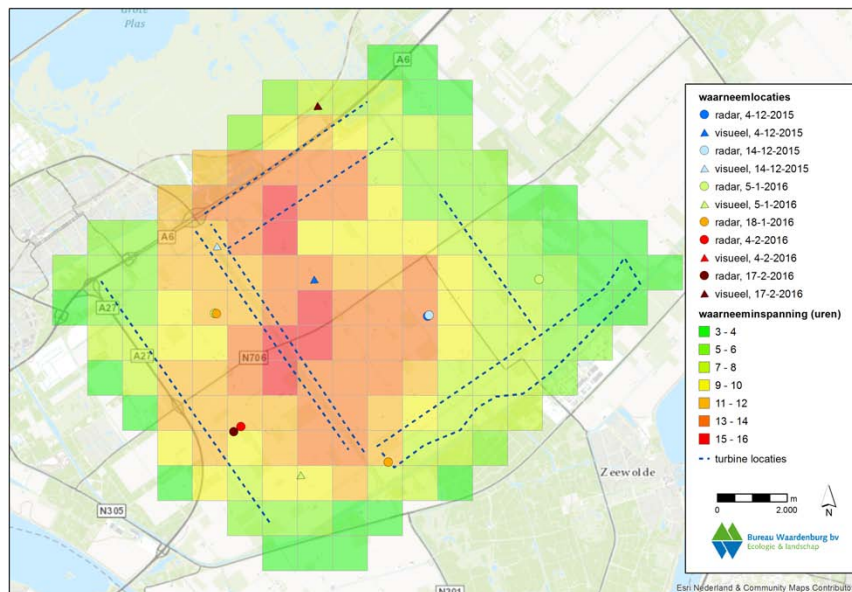 Grote
Plas
A6
A6
A27
A27
N706
N305
N301
Zeewolde
waarneemlocaties
radar, 4-12-2015
visueel, 4-12-2015
radar, 14-12-2015
visueel, 14-12-2015
radar, 5-1-2016
visueel, 5-1-2016
radar, 18-1-2016
radar, 4-2-2016
visueel, 4-2-2016
radar, 17-2-2016
visueel, 17-2-2016
waarneeminspanning (uren)
3 - 4
5 - 6
7 - 8
9 - 10
11 - 12
13 - 14
15 - 16
turbine locaties
m
0 2.000
N
Bureau Waardenburg bv
Ecologie & landschap
Esri Nederland & Community Maps Contributo